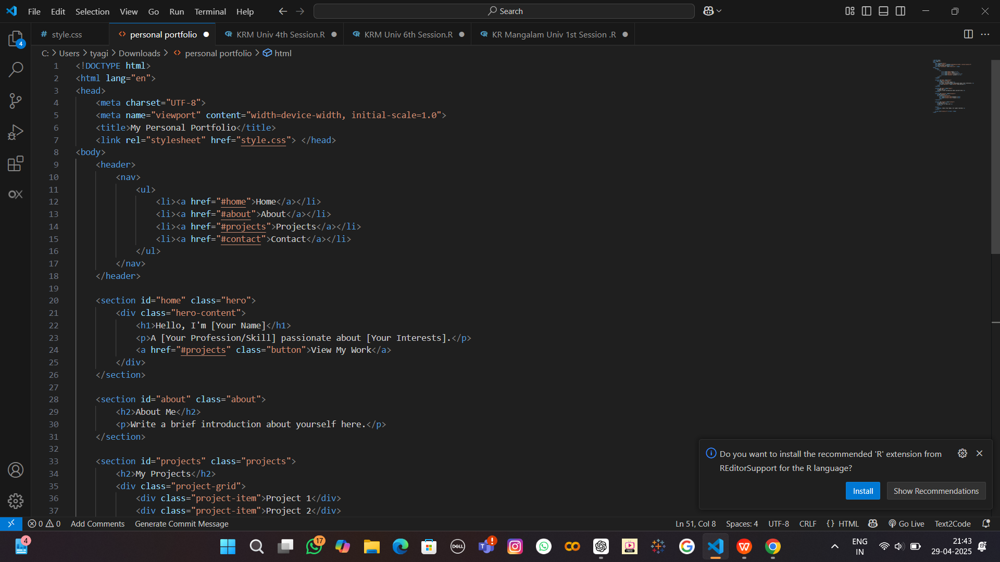 File Edit Selection View Go Run Terminal Help
Search
style.css
personal portfolio
KRM Univ 4th Session.R
KRM Univ 6th Session.R
KR Mangalam Univ 1st Session .R
4
C: > Users > tyagi > Downloads > personal portfolio > html
1 <!DOCTYPE html>
2 <html lang="en">
3 <head>
4 <meta charset="UTF-8">
5 <meta name="viewport" content="width=device-width, initial-scale=1.0">
6 <title>My Personal Portfolio</title>
7 <link rel="stylesheet" href="style.css"> </head>
8 <body>
9 <header>
10 <nav>
11 <ul>
12 <li><a href="#home">Home</a></li>
13 <li><a href="#about">About</a></li>
14 <li><a href="#projects">Projects</a></li>
15 <li><a href="#contact">Contact</a></li>
16 </ul>
17 </nav>
18 </header>
19
20 <section id="home" class="hero">
21 <div class="hero-content">
22 <h1>Hello, I'm [Your Name]</h1>
23 <p>A [Your Profession/Skill] passionate about [Your Interests].</p>
24 <a href="#projects" class="button">View My Work</a>
25 </div>
26 </section>
27
28 <section id="about" class="about">
29 <h2>About Me</h2>
30 <p>Write a brief introduction about yourself here.</p>
31 </section>
32
33 <section id="projects" class="projects">
34 <h2>My Projects</h2>
35 <div class="project-grid">
36 <div class="project-item">Project 1</div>
37 <div class="project-item">Project 2</div>
Do you want to install the recommended 'R' extension from
REditorSupport for the R language?
Install
Show Recommendations
0 0 Add Comments Generate Commit Message
Ln 51, Col 8 Spaces: 4 UTF-8 CRLF {} HTML Go Live Text2Code
4
17
DELL
FREE
ENG
IN
21:43
29-04-2025